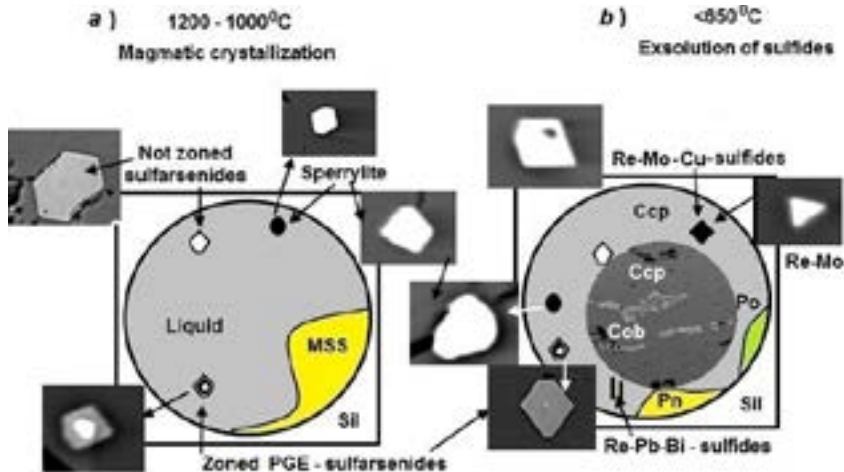 a)
1200 - 1000⁰C
Magmatic crystallization
Not zoned
sulfarsenides
Sperrylite
Liquid
MSS
Sil
Zoned PGE - sulfarsenides
b)
<850⁰C
Exsolution of sulfides
Re-Mo-Cu-sulfides
Ccp
Re-Mo
Ccp
Po
Cob
Pn
Sil
Re-Pb-Bi - sulfides